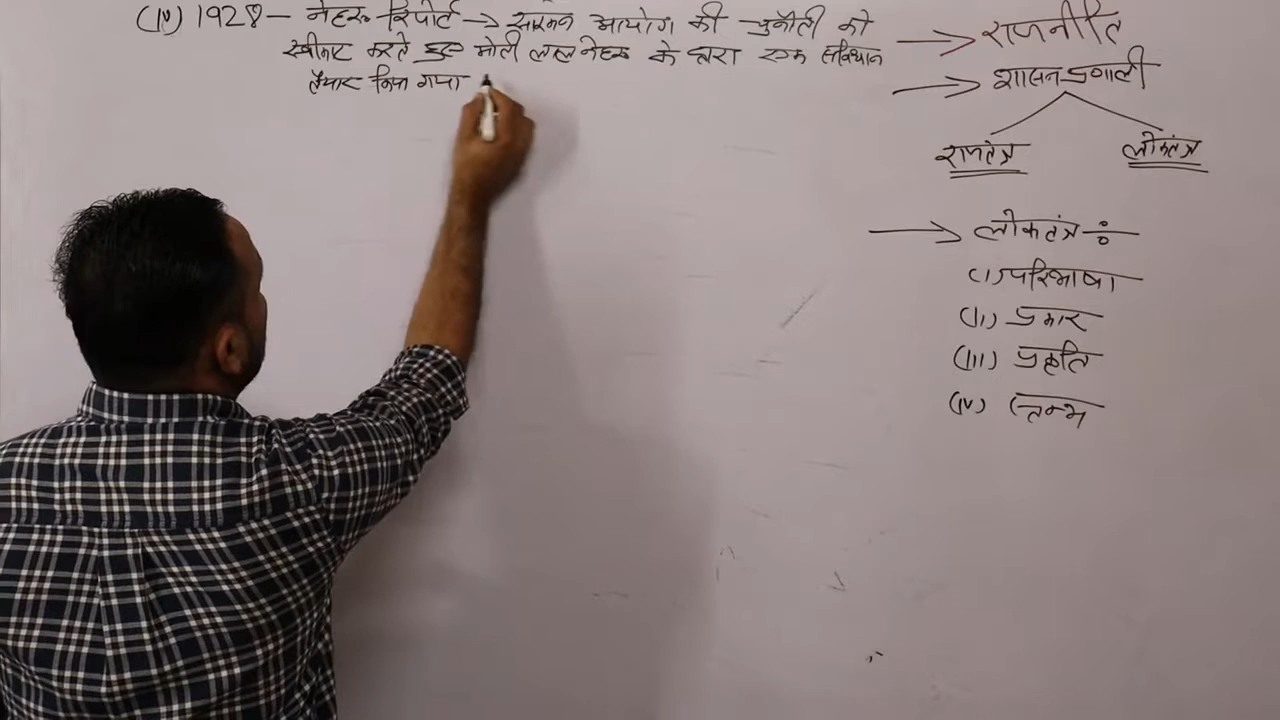 (iv) 1928 - नेहरू रिपोर्ट → साइमन आयोग की चुनौती को
स्वीकार करते हुए मोती लाल नेहरू के द्वारा एक संविधान
तैयार किया गया
→ राजनीति
→ शासन प्रणाली
राजतंत्र लोकतंत्र
→ लोकतंत्र ÷
(i) परिभाषा
(ii) प्रकार
(iii) प्रकृति
(iv) स्तम्भ